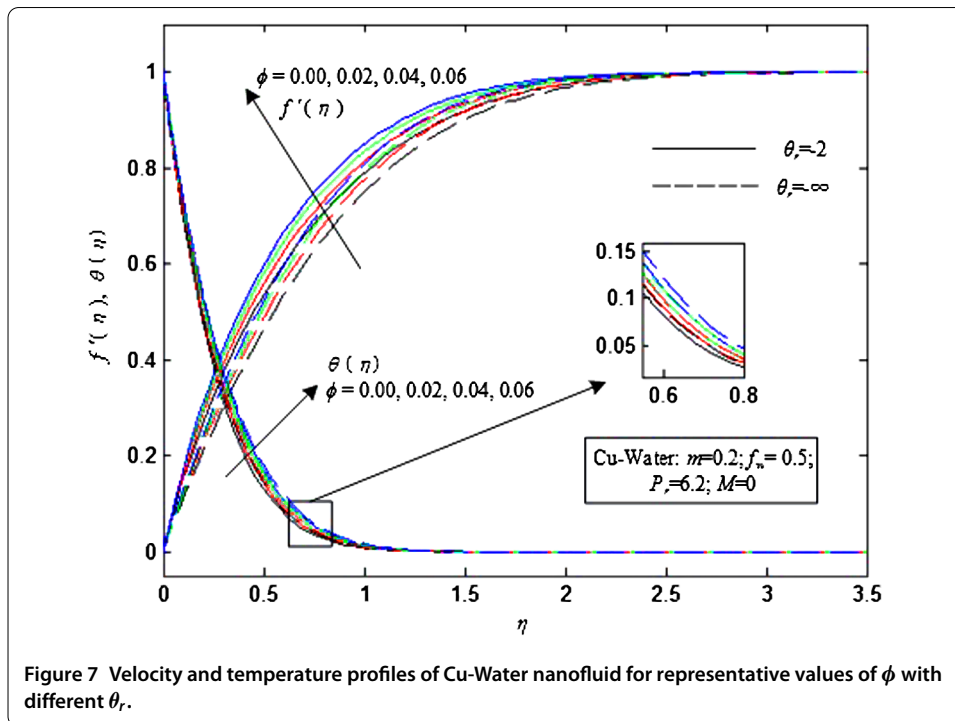 ϕ = 0.00, 0.02, 0.04, 0.06
f ′( η )
θr=-2
θr=-∞
θ ( η )
ϕ = 0.00, 0.02, 0.04, 0.06
0.15
0.1
0.05
0.6 0.8
Cu-Water: m=0.2; fw= 0.5;
Pr=6.2; M=0
1
0.8
0.6
0.4
0.2
0
f ′( η ), θ ( η )
0 0.5 1 1.5 2 2.5 3 3.5
η
Figure 7 Velocity and temperature profiles of Cu-Water nanofluid for representative values of ϕ with
different θr.